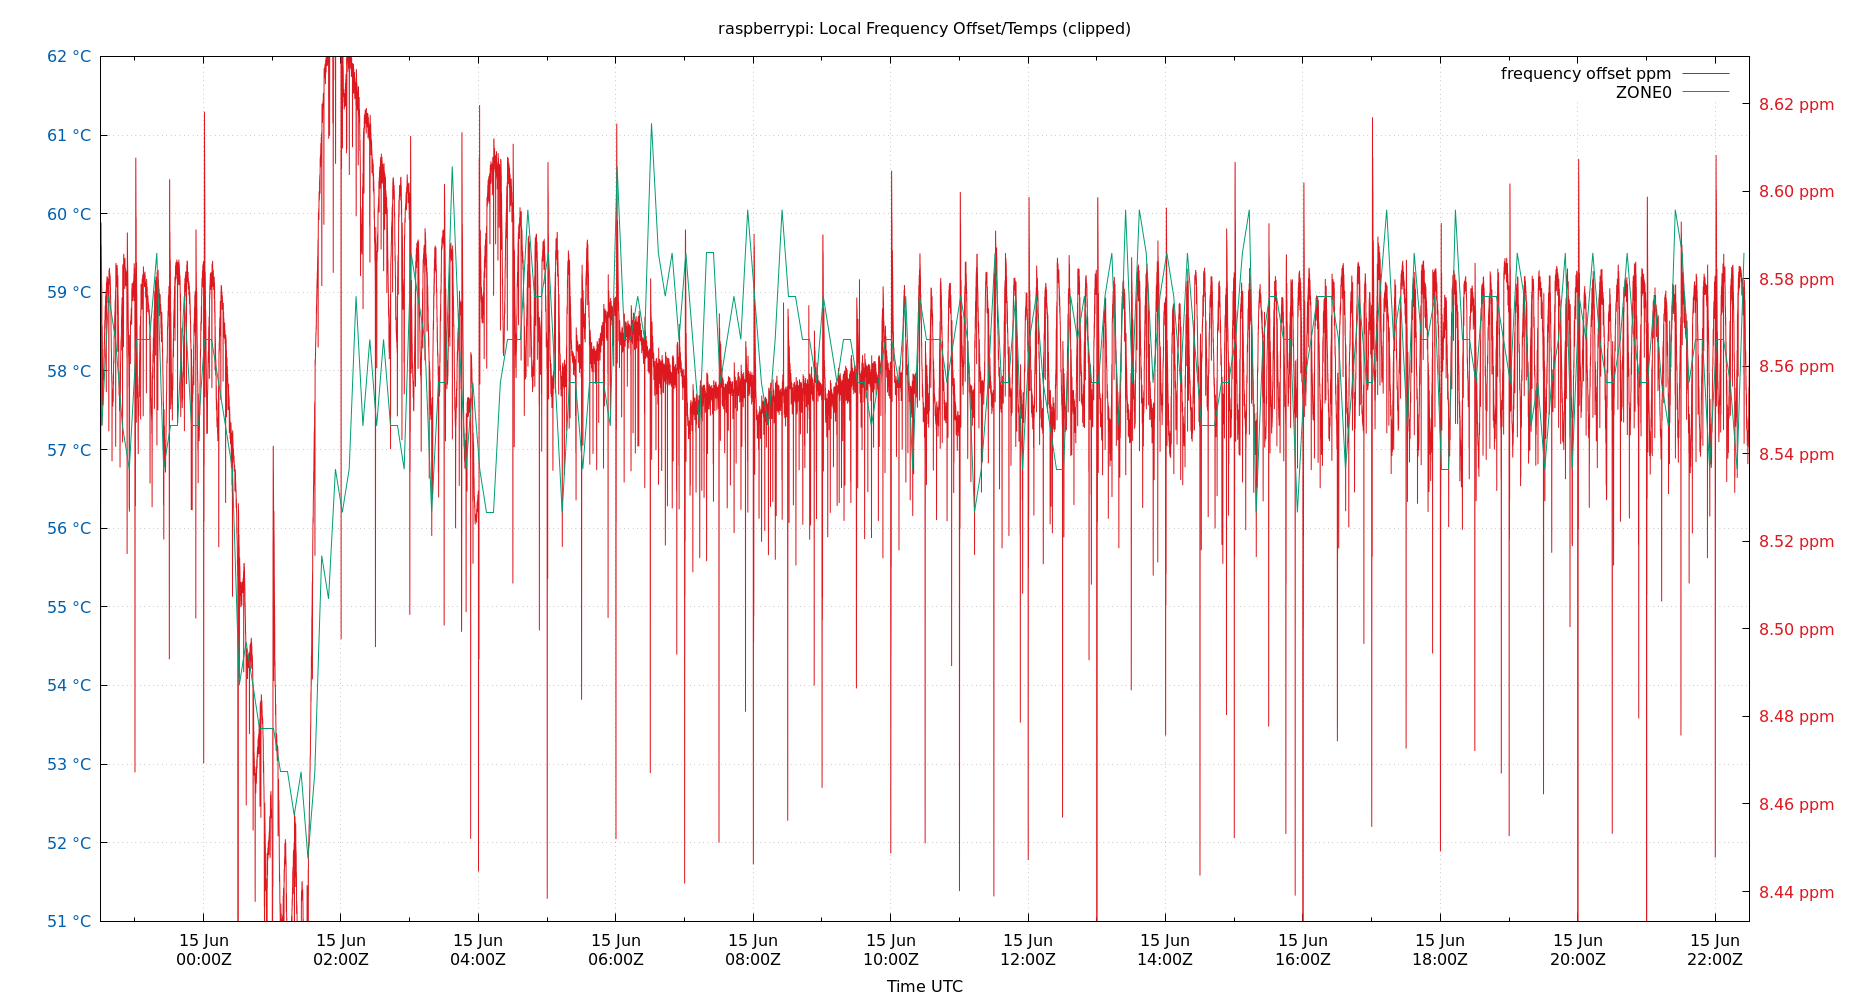 raspberrypi: Local Frequency Offset/Temps (clipped)
frequency offset ppm
ZONE0
62 °C
61 °C
60 °C
59 °C
58 °C
57 °C
56 °C
55 °C
54 °C
53 °C
52 °C
51 °C
8.62 ppm
8.60 ppm
8.58 ppm
8.56 ppm
8.54 ppm
8.52 ppm
8.50 ppm
8.48 ppm
8.46 ppm
8.44 ppm
15 Jun 15 Jun 15 Jun 15 Jun 15 Jun 15 Jun 15 Jun 15 Jun 15 Jun 15 Jun 15 Jun 15 Jun
00:00Z 02:00Z 04:00Z 06:00Z 08:00Z 10:00Z 12:00Z 14:00Z 16:00Z 18:00Z 20:00Z 22:00Z
Time UTC